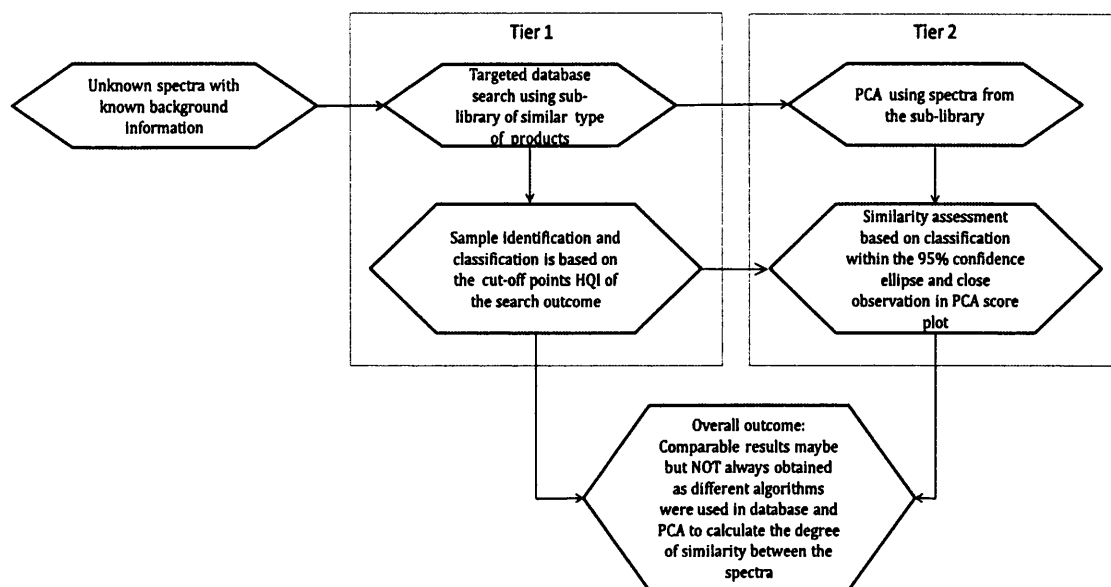 Tier 1
Tier 2
Unknown spectra with
known background
information
Targeted database
search using sub-
library of similar type
of products
PCA using spectra from
the sub-library
Sample identification and
classification is based on
the cut-off points HQI of
the search outcome
Similarity assessment
based on classification
within the 95% confidence
ellipse and close
observation in PCA score
plot
Overall outcome:
Comparable results maybe
but NOT always obtained
as different algorithms
were used in database and
PCA to calculate the degree
of similarity between the
spectra